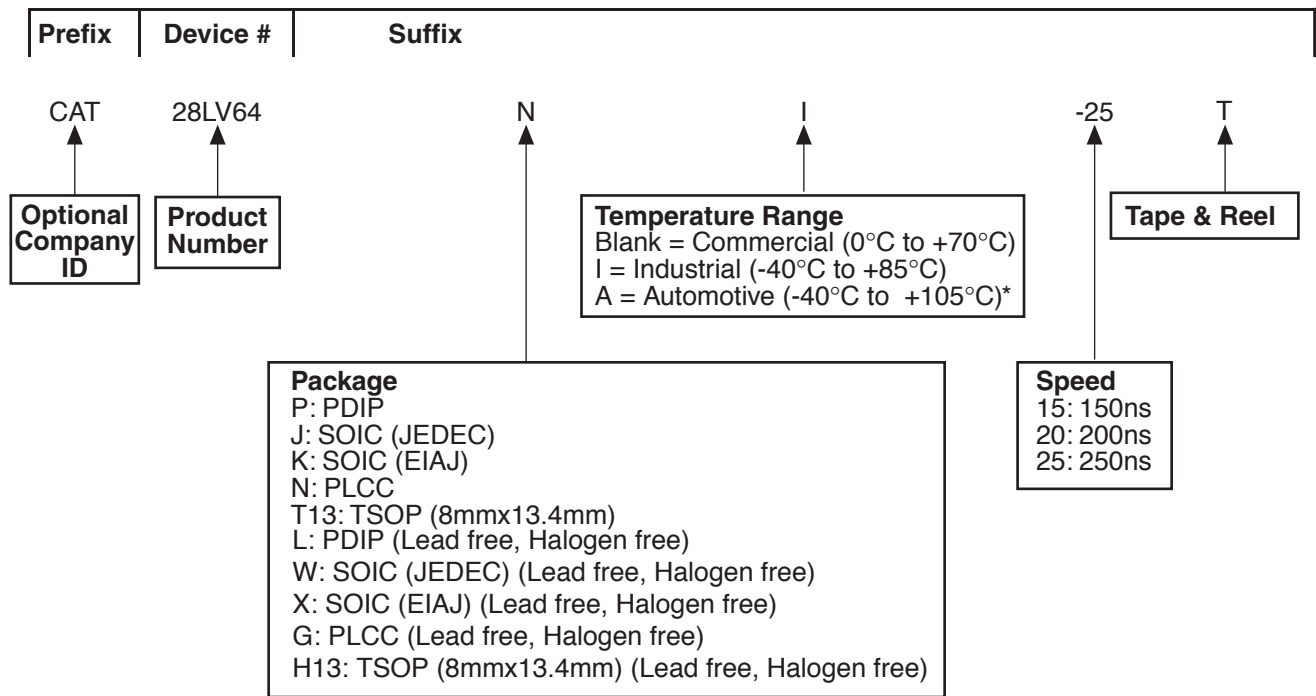 Prefix Device # Suffix
CAT 28LV64 N I -25 T
Optional
Company
ID
Product
Number
Temperature Range
Blank = Commercial (0°C to +70°C)
I = Industrial (-40°C to +85°C)
A = Automotive (-40°C to +105°C)*
Tape & Reel
Package
P: PDIP
J: SOIC (JEDEC)
K: SOIC (EIAJ)
N: PLCC
T13: TSOP (8mmx13.4mm)
L: PDIP (Lead free, Halogen free)
W: SOIC (JEDEC) (Lead free, Halogen free)
X: SOIC (EIAJ) (Lead free, Halogen free)
G: PLCC (Lead free, Halogen free)
H13: TSOP (8mmx13.4mm) (Lead free, Halogen free)
Speed
15: 150ns
20: 200ns
25: 250ns